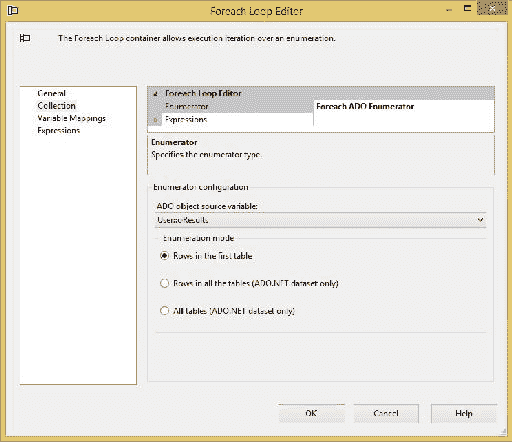 Foreach Loop Editor
The Foreach Loop container allows execution iteration over an enumeration.
General
Collection
Variable Mappings
Expressions
Foreach Loop Editor
Enumerator Foreach ADO Enumerator
Expressions
Enumerator
Specifies the enumerator type.
Enumerator configuration
ADO object source variable:
User::oResults
Enumeration mode
Rows in the first table
Rows in all the tables (ADO.NET dataset only)
All tables (ADO.NET dataset only)
OK Cancel Help